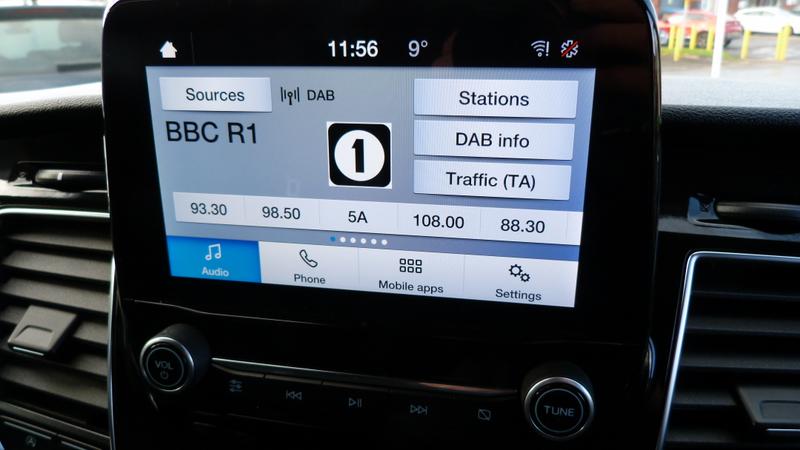 11:56 9°
Sources DAB Stations
BBC R1 1 DAB info
Traffic (TA)
93.30 98.50 5A 108.00 88.30
Audio Phone Mobile apps Settings
VOL TUNE